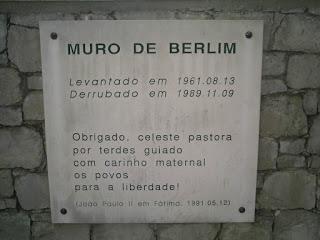 MURO DE BERLIM
Levantado em 1961.08.13
Derrubado em 1989.11.09
Obrigado, celeste pastora
por terdes guiado
com carinho maternal
os povos
para a liberdade!
(João Paulo II em Fátima, 1991.05.12)